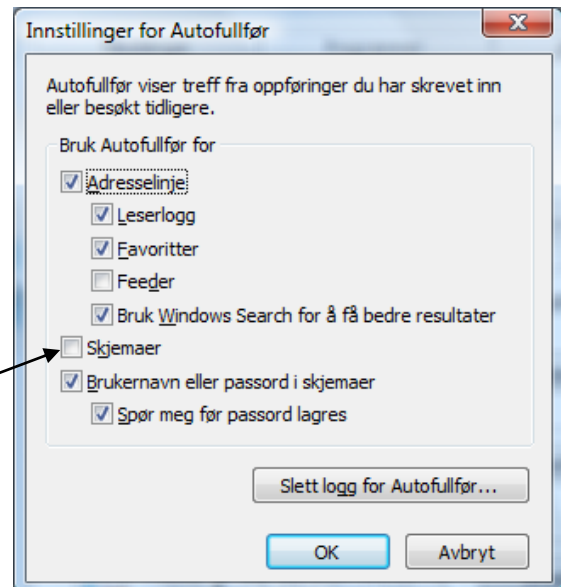 Innstillinger for Autofullfør
Autofullfør viser treff fra oppføringer du har skrevet inn
eller besøkt tidligere.
Bruk Autofullfør for
Adresselinje
Leserlogg
Favoritter
Feeder
Bruk Windows Search for å få bedre resultater
Skjemaer
Brukernavn eller passord i skjemaer
Spør meg før passord lagres
Slett logg for Autofullfør...
OK
Avbryt